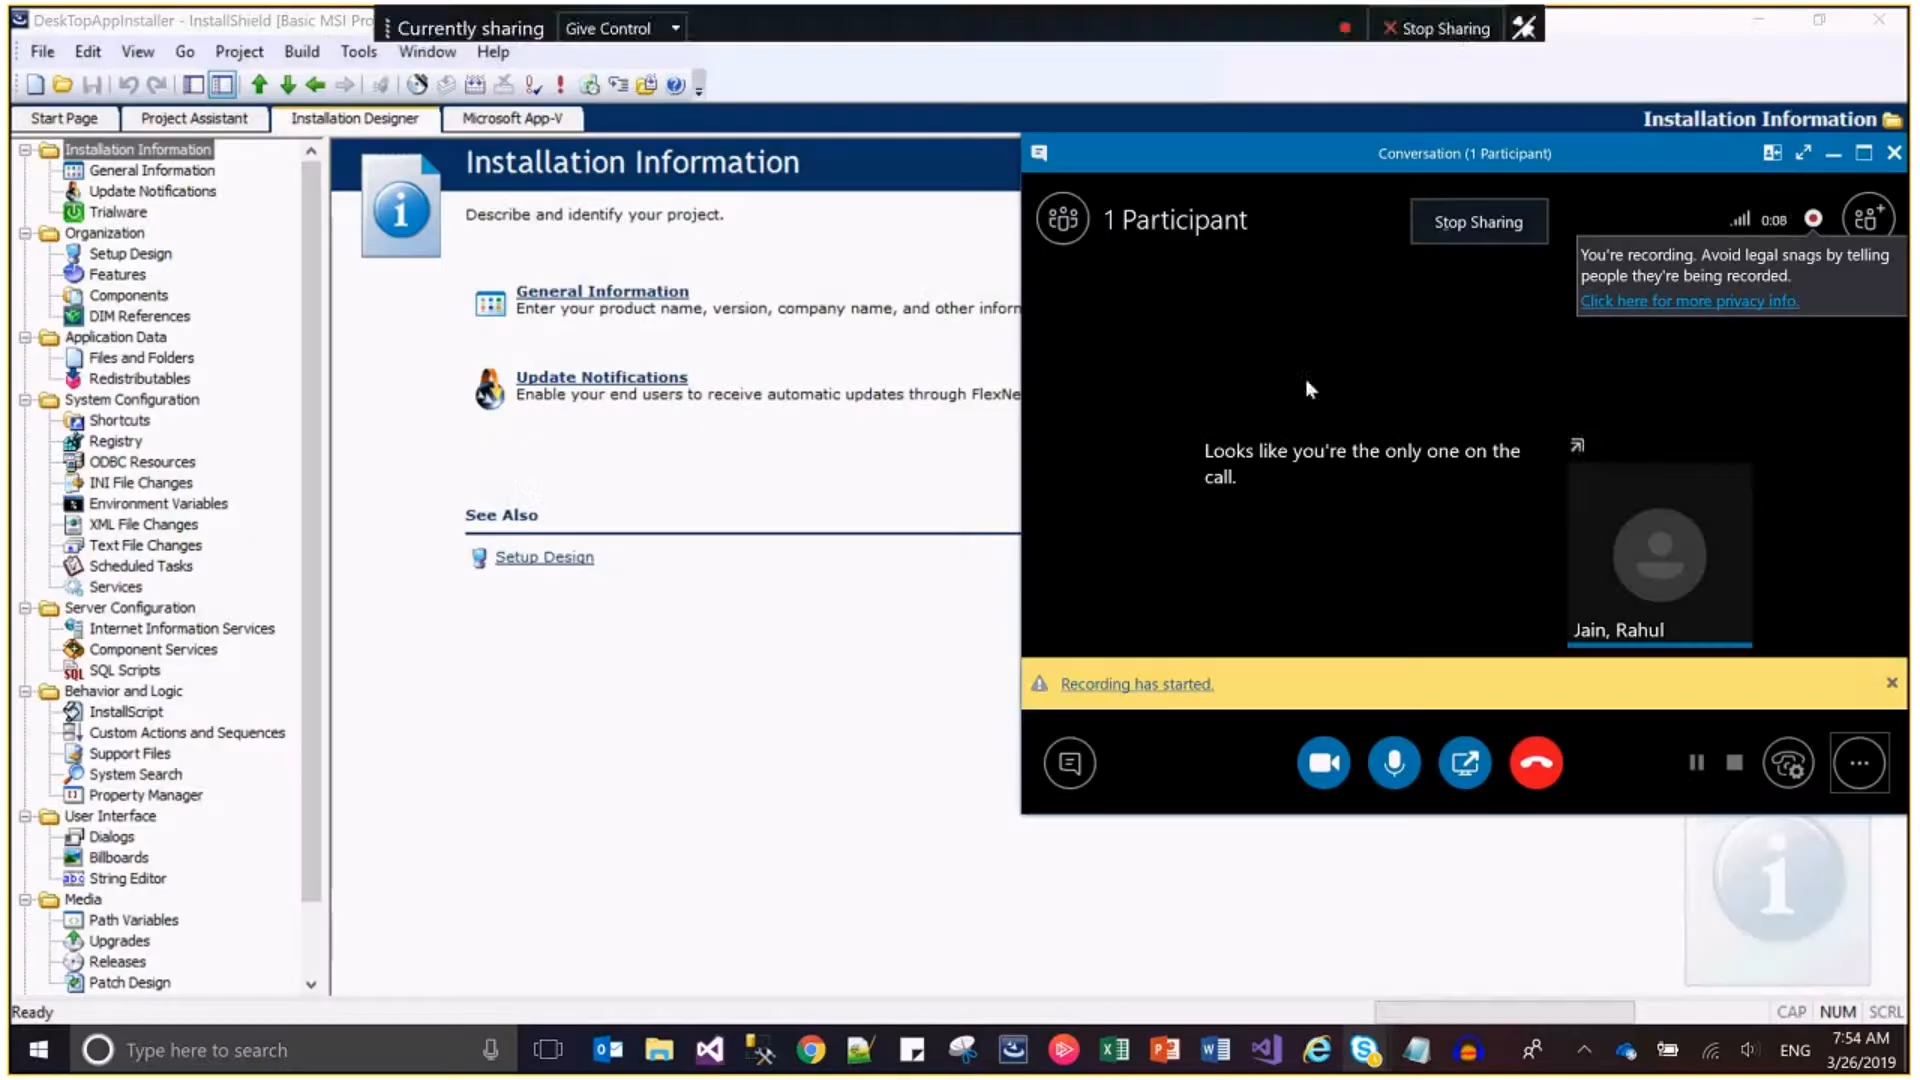 DeskTopAppInstaller - InstallShield [Basic MSI Pro
Currently sharing
Give Control
Stop Sharing
File Edit View Go Project Build Tools Window Help
Start Page
Project Assistant
Installation Designer
Microsoft App-V
Installation Information
Installation Information
General Information
Update Notifications
Trialware
Organization
Setup Design
Features
Components
DIM References
Application Data
Files and Folders
Redistributables
System Configuration
Shortcuts
Registry
ODBC Resources
INI File Changes
Environment Variables
XML File Changes
Text File Changes
Scheduled Tasks
Services
Server Configuration
Internet Information Services
Component Services
SQL Scripts
Behavior and Logic
InstallScript
Custom Actions and Sequences
Support Files
System Search
Property Manager
User Interface
Dialogs
Billboards
String Editor
Media
Path Variables
Upgrades
Releases
Patch Design
Installation Information
Describe and identify your project.
General Information
Enter your product name, version, company name, and other inforn
Update Notifications
Enable your end users to receive automatic updates through FlexNe
See Also
Setup Design
Conversation (1 Participant)
1 Participant
Stop Sharing
0:08
You're recording. Avoid legal snags by telling
people they're being recorded.
Click here for more privacy info.
Looks like you're the only one on the
call.
Jain, Rahul
Recording has started.
Ready
CAP NUM SCRL
Type here to search
ENG
7:54 AM
3/26/2019